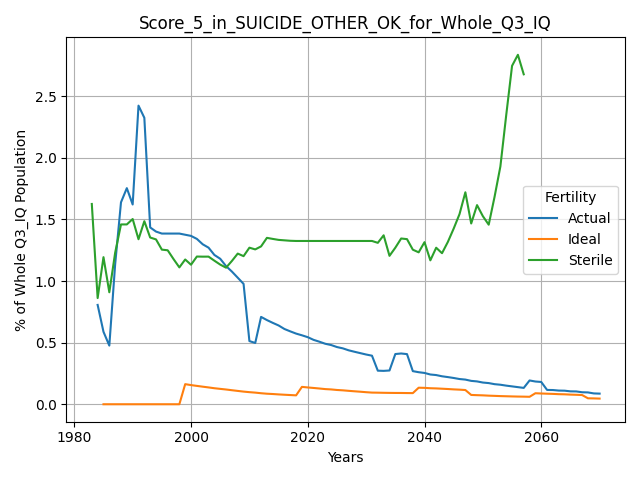 Score_5_in_SUICIDE_OTHER_OK_for_Whole_Q3_IQ
% of Whole Q3_IQ Population
2.5
2.0
1.5
1.0
0.5
0.0
Fertility
Actual
Ideal
Sterile
1980
2000
2020
2040
2060
Years